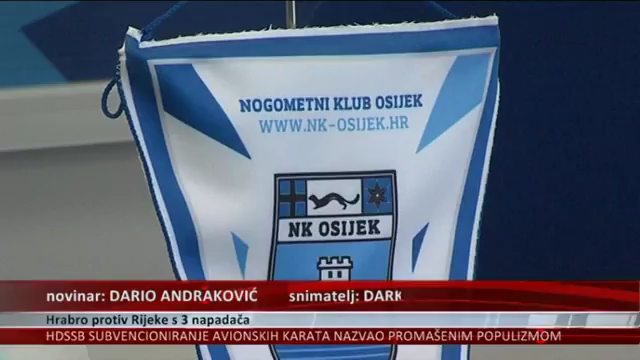 NOGOMETNI KLUB OSIJEK
WWW.NK-OSIJEK.HR
NK OSIJEK
novinar: DARIO ANDRAKOVIĆ snimatelj: DARK
Hrabro protiv Rijeke s 3 napadača
HDSSB SUBVENCIONIRANJE AVIONSKIH KARATA NAZVAO PROMAŠENIM POPULIZMOM